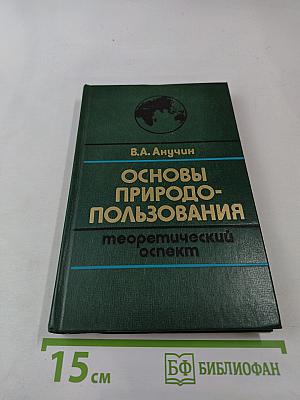 В.А. Анучин
ОСНОВЫ
ПРИРОДО-
ПОЛЬЗОВАНИЯ
теоретический
аспект
15 см
БФ БИБЛИОФАН